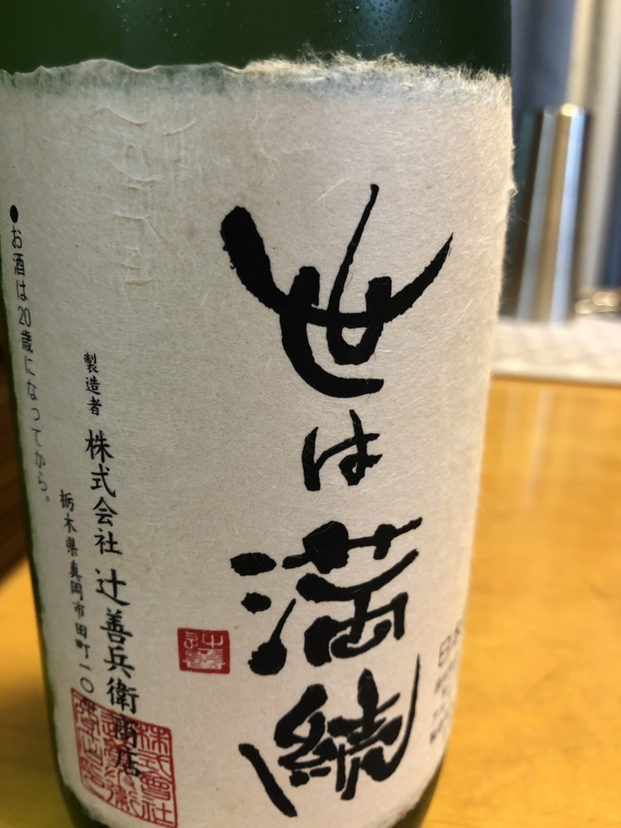 世は満続
製造者 株式会社 辻善兵衛商店
栃木県真岡市田町一〇
●お酒は20歳になってから。